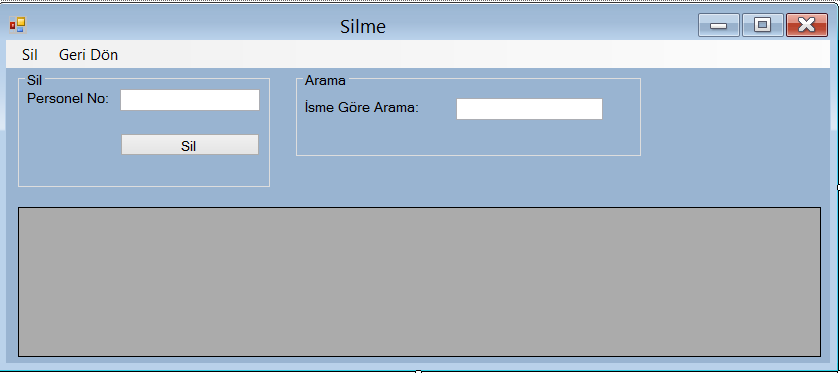 Silme
Sil Geri Dön
Sil
Personel No:
Sil
Arama
İsme Göre Arama: